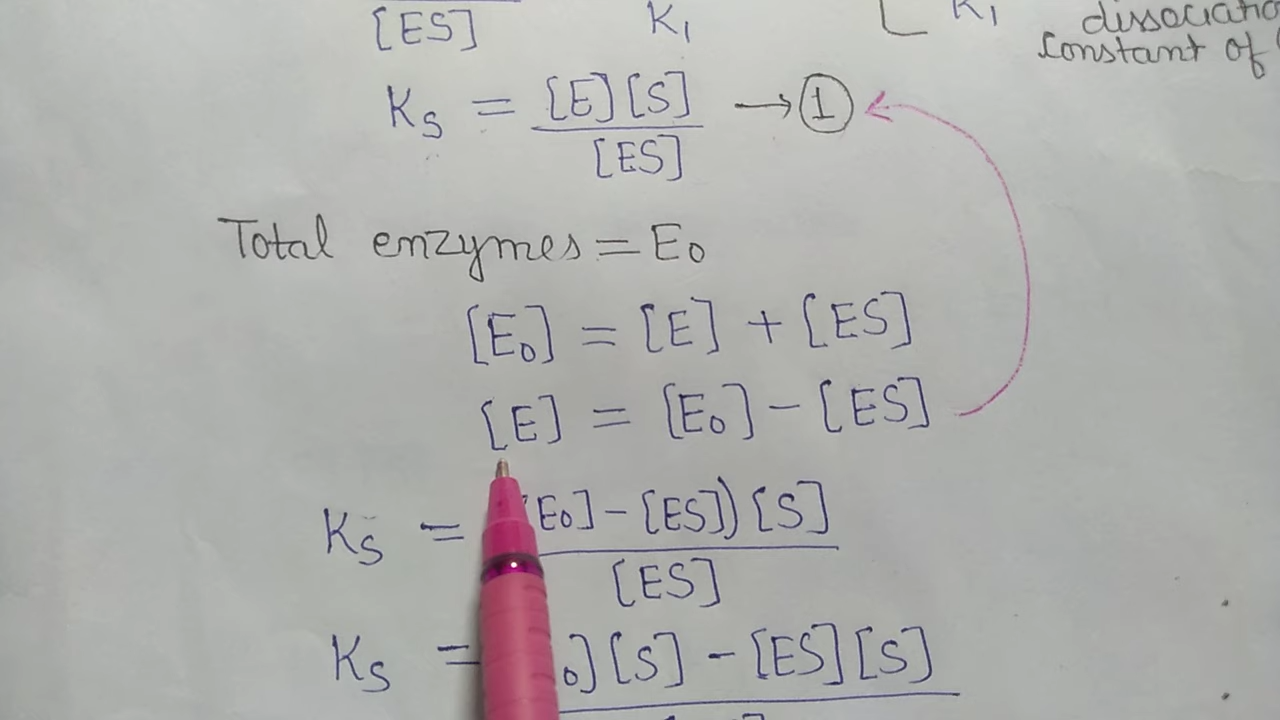 [ES] K₁ K₁ dissociatio
constant of
Ks = [E][S] / [ES] → ①
Total enzymes = E₀
[E₀] = [E] + [ES]
[E] = [E₀] - [ES]
Ks = E₀] - [ES]) [S] / [ES]
Ks = ₀] [S] - [ES] [S]